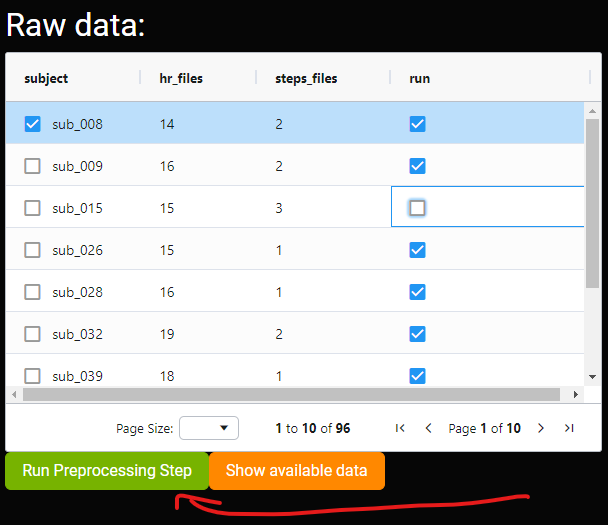 Raw data:
subject hr_files steps_files run
sub_008 14 2
sub_009 16 2
sub_015 15 3
sub_026 15 1
sub_028 16 1
sub_032 19 2
sub_039 18 1
Page Size: 1 to 10 of 96 Page 1 of 10
Run Preprocessing Step Show available data